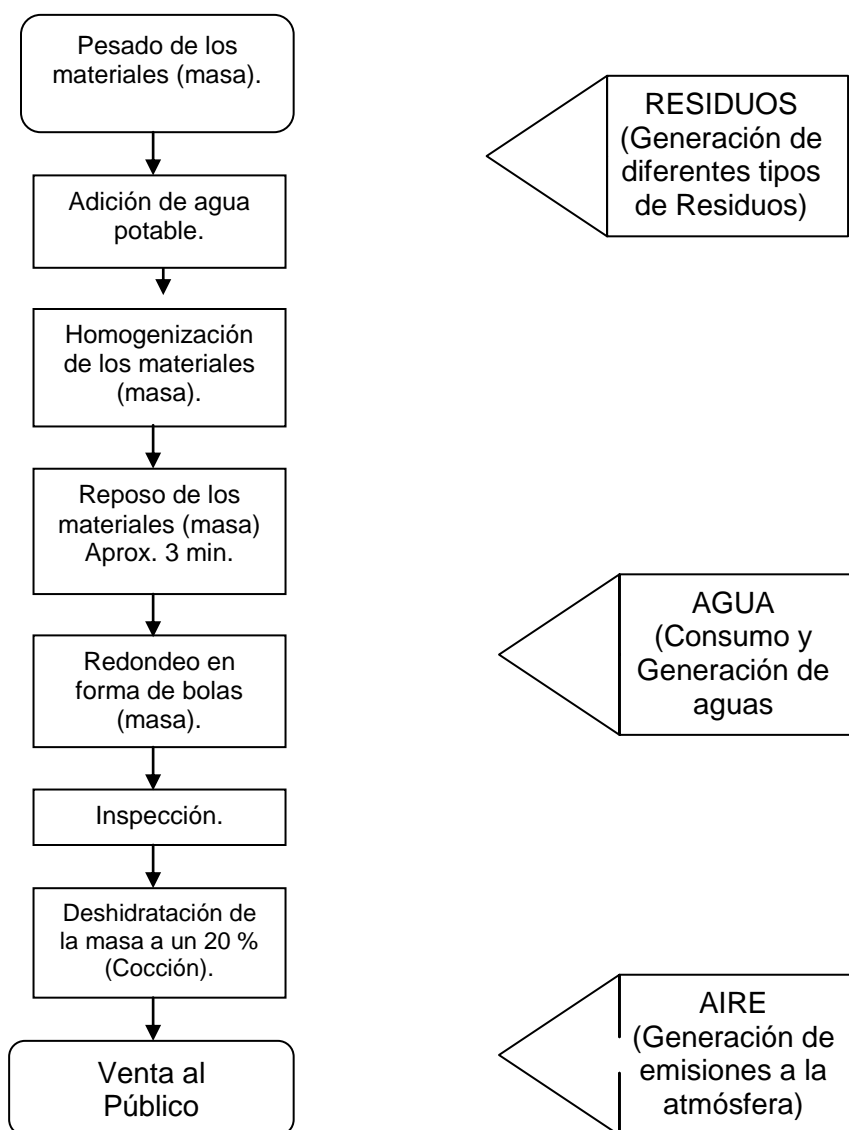 Pesado de los
materiales (masa).
Adición de agua
potable.
Homogenización
de los materiales
(masa).
Reposo de los
materiales (masa)
Aprox. 3 min.
Redondeo en
forma de bolas
(masa).
Inspección.
Deshidratación de
la masa a un 20 %
(Cocción).
Venta al
Público
RESIDUOS
(Generación de
diferentes tipos
de Residuos)
AGUA
(Consumo y
Generación de
aguas
AIRE
(Generación de
emisiones a la
atmósfera)